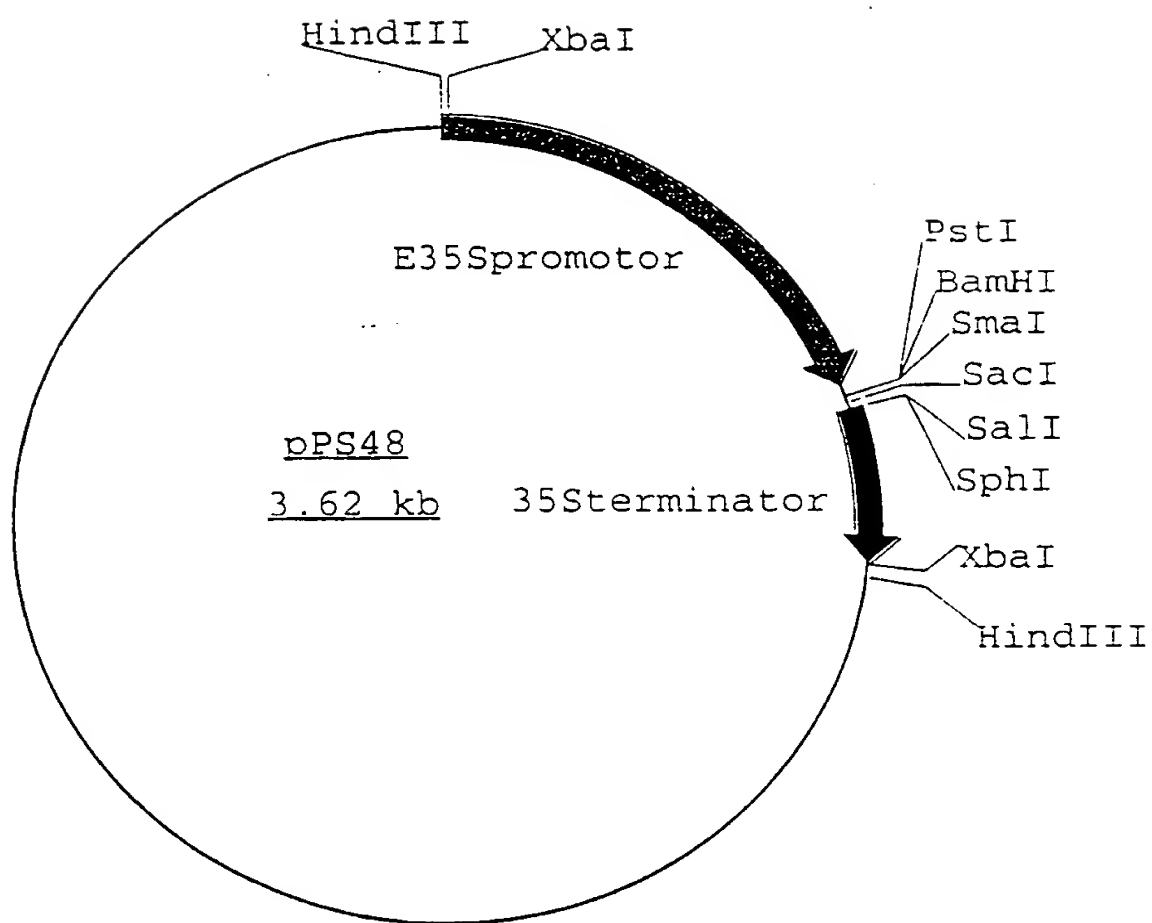 HindIII XbaI
E35Spromotor
PstI
BamHI
SmaI
SacI
SalI
SphI
pPS48
3.62 kb
35Sterminator
XbaI
HindIII